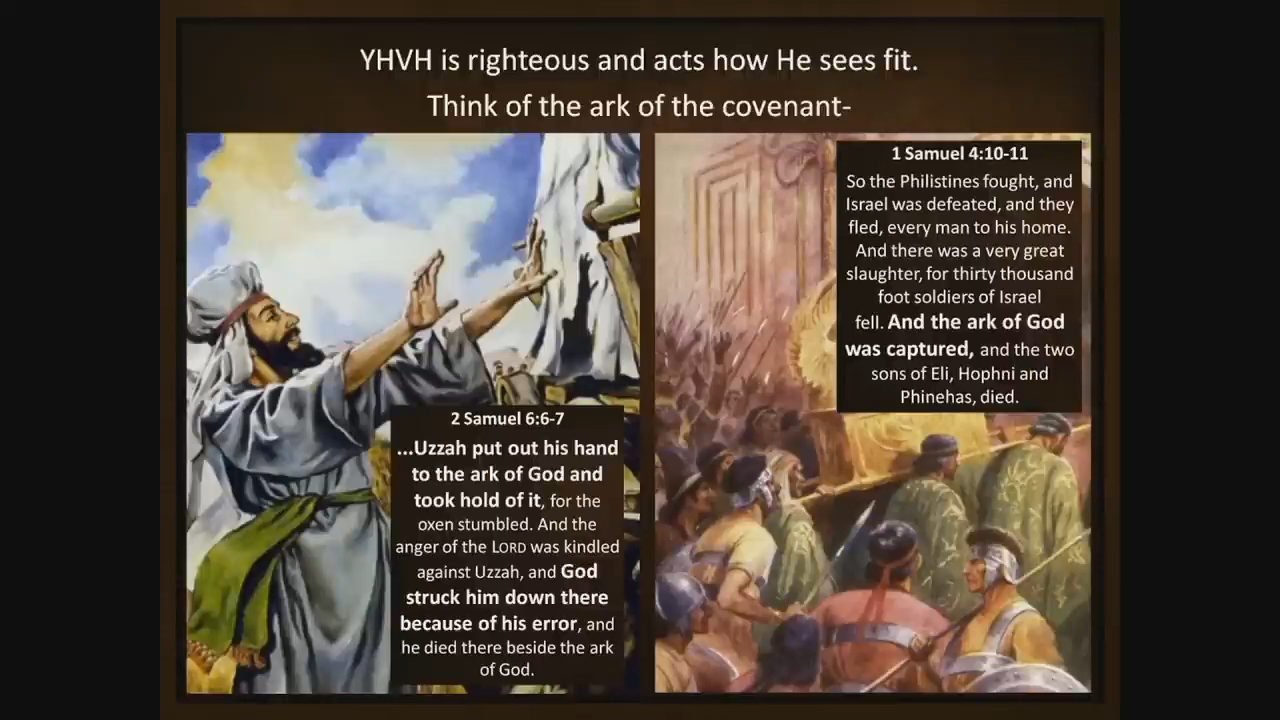 YHVH is righteous and acts how He sees fit.
Think of the ark of the covenant-
2 Samuel 6:6-7
...Uzzah put out his hand
to the ark of God and
took hold of it, for the
oxen stumbled. And the
anger of the LORD was kindled
against Uzzah, and God
struck him down there
because of his error, and
he died there beside the ark
of God.
1 Samuel 4:10-11
So the Philistines fought, and
Israel was defeated, and they
fled, every man to his home.
And there was a very great
slaughter, for thirty thousand
foot soldiers of Israel
fell. And the ark of God
was captured, and the two
sons of Eli, Hophni and
Phinehas, died.